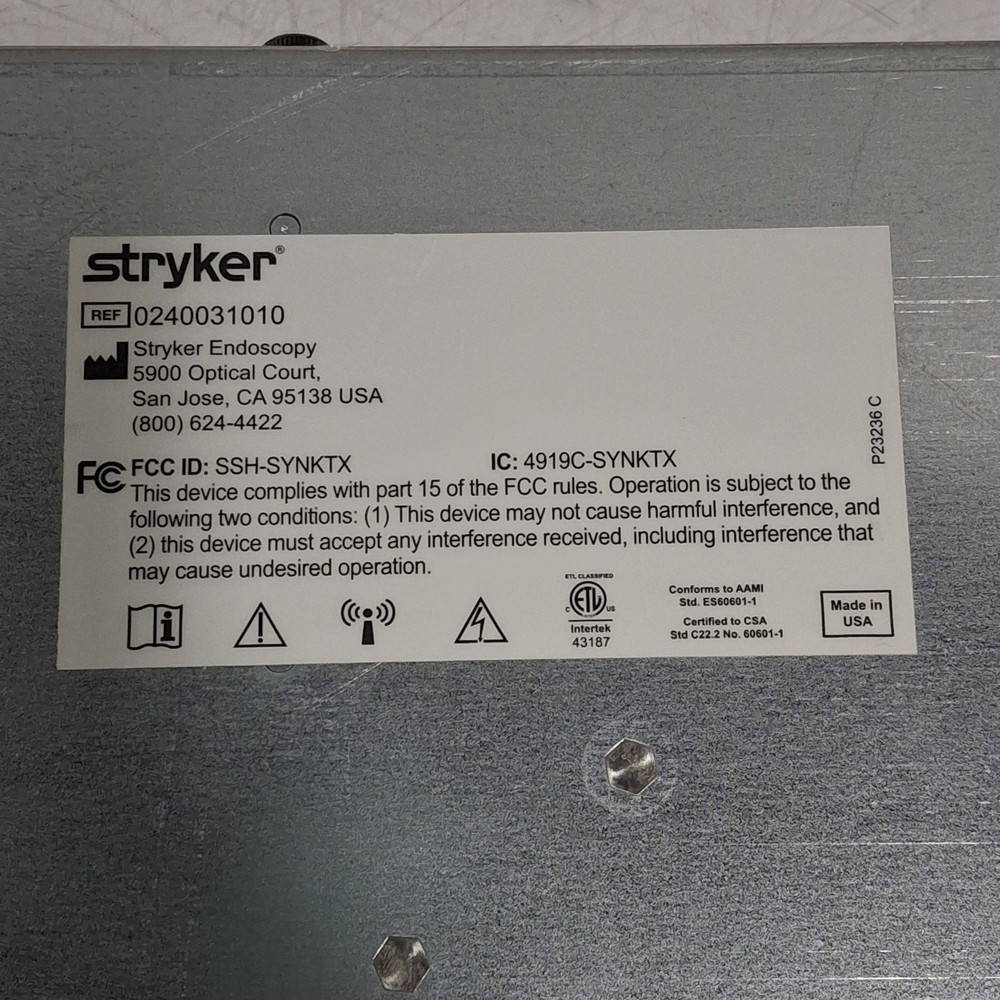 stryker®
REF 0240031010
Stryker Endoscopy
5900 Optical Court,
San Jose, CA 95138 USA
(800) 624-4422
P23236 C
FC FCC ID: SSH-SYNKTX IC: 4919C-SYNKTX
This device complies with part 15 of the FCC rules. Operation is subject to the
following two conditions: (1) This device may not cause harmful interference, and
(2) this device must accept any interference received, including interference that
may cause undesired operation.
ETL CLASSIFIED
C ETL US
Intertek
43187
Conforms to AAMI
Std. ES60601-1
Certified to CSA
Std C22.2 No. 60601-1
Made in
USA